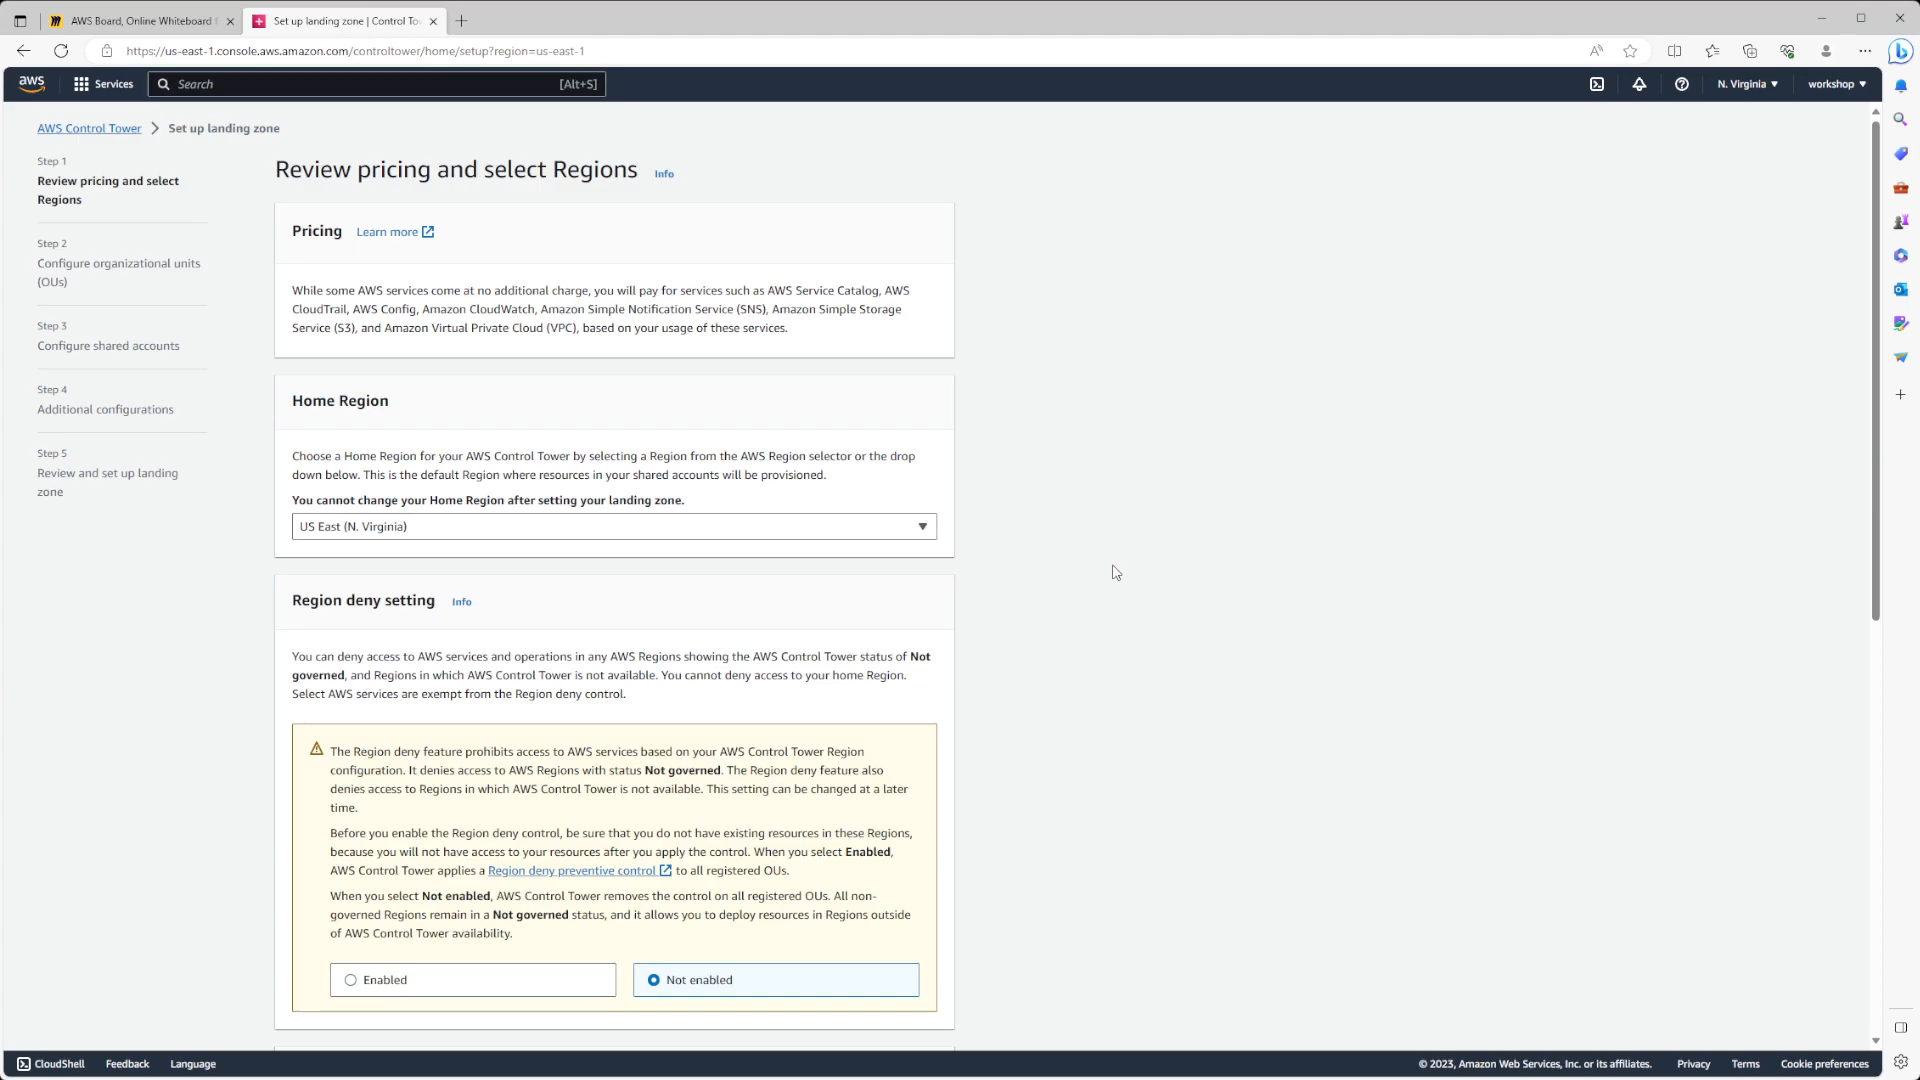 AWS Board, Online Whiteboard
Set up landing zone | Control To
https://us-east-1.console.aws.amazon.com/controltower/home/setup?region=us-east-1
aws
Services
Search
[Alt+S]
N. Virginia
workshop
AWS Control Tower
Set up landing zone
Step 1
Review pricing and select
Regions
Step 2
Configure organizational units
(OUs)
Step 3
Configure shared accounts
Step 4
Additional configurations
Step 5
Review and set up landing
zone
Review pricing and select Regions Info
Pricing Learn more
While some AWS services come at no additional charge, you will pay for services such as AWS Service Catalog, AWS
CloudTrail, AWS Config, Amazon CloudWatch, Amazon Simple Notification Service (SNS), Amazon Simple Storage
Service (S3), and Amazon Virtual Private Cloud (VPC), based on your usage of these services.
Home Region
Choose a Home Region for your AWS Control Tower by selecting a Region from the AWS Region selector or the drop
down below. This is the default Region where resources in your shared accounts will be provisioned.
You cannot change your Home Region after setting your landing zone.
US East (N. Virginia)
Region deny setting Info
You can deny access to AWS services and operations in any AWS Regions showing the AWS Control Tower status of Not
governed, and Regions in which AWS Control Tower is not available. You cannot deny access to your home Region.
Select AWS services are exempt from the Region deny control.
The Region deny feature prohibits access to AWS services based on your AWS Control Tower Region
configuration. It denies access to AWS Regions with status Not governed. The Region deny feature also
denies access to Regions in which AWS Control Tower is not available. This setting can be changed at a later
time.
Before you enable the Region deny control, be sure that you do not have existing resources in these Regions,
because you will not have access to your resources after you apply the control. When you select Enabled,
AWS Control Tower applies a Region deny preventive control to all registered OUs.
When you select Not enabled, AWS Control Tower removes the control on all registered OUs. All non-
governed Regions remain in a Not governed status, and it allows you to deploy resources in Regions outside
of AWS Control Tower availability.
Enabled
Not enabled
CloudShell
Feedback
Language
© 2023, Amazon Web Services, Inc. or its affiliates.
Privacy
Terms
Cookie preferences